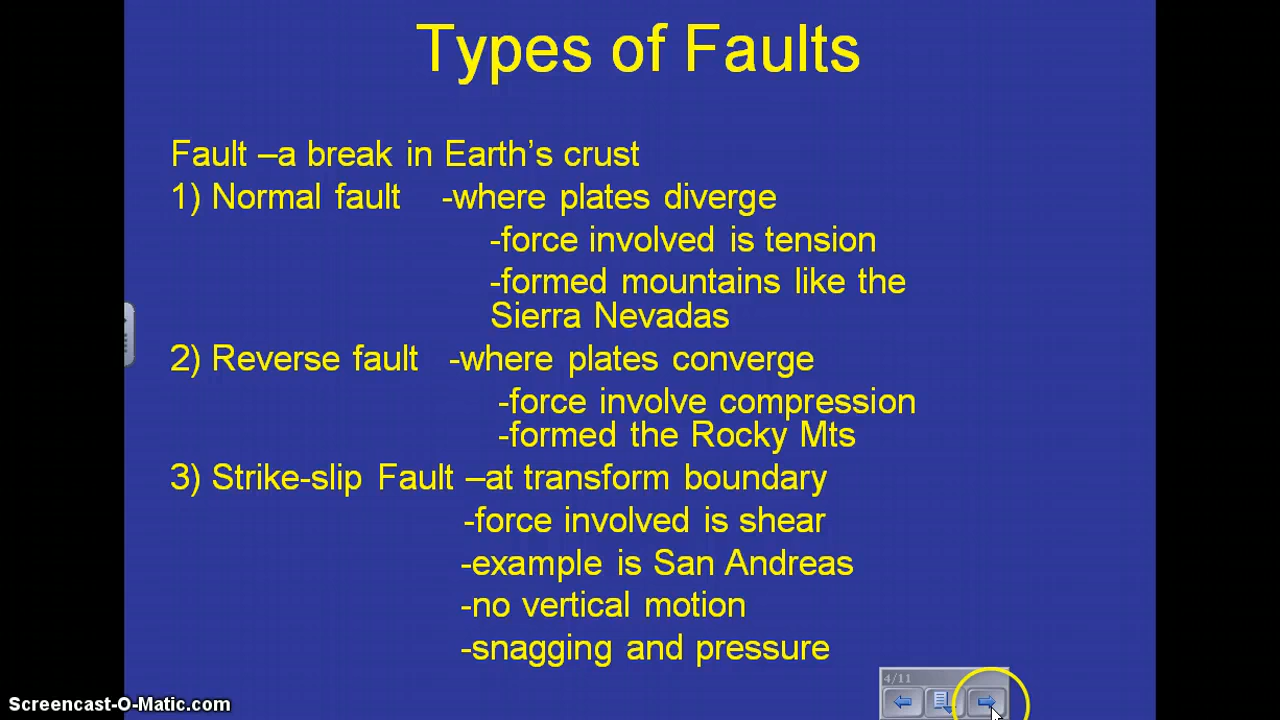 Types of Faults
Fault –a break in Earth's crust
1) Normal fault -where plates diverge
-force involved is tension
-formed mountains like the
Sierra Nevadas
2) Reverse fault -where plates converge
-force involve compression
-formed the Rocky Mts
3) Strike-slip Fault –at transform boundary
-force involved is shear
-example is San Andreas
-no vertical motion
-snagging and pressure
4/11
Screencast-O-Matic.com